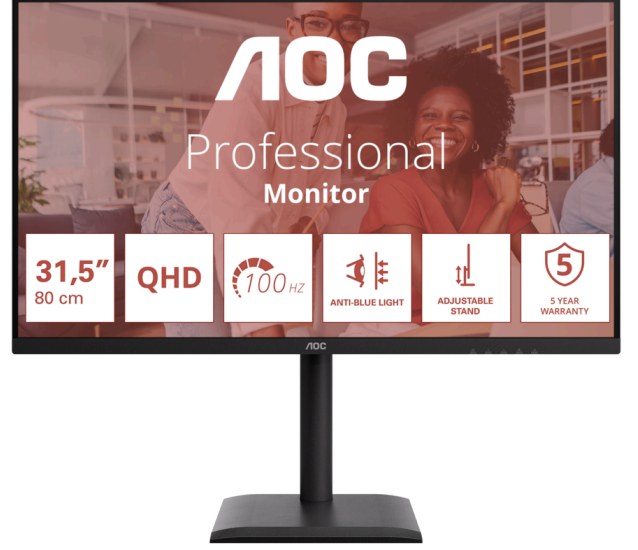 AOC
Professional
Monitor
31,5”
80 cm
QHD
100 HZ
ANTI-BLUE LIGHT
ADJUSTABLE
STAND
5
5 YEAR
WARRANTY
AOC